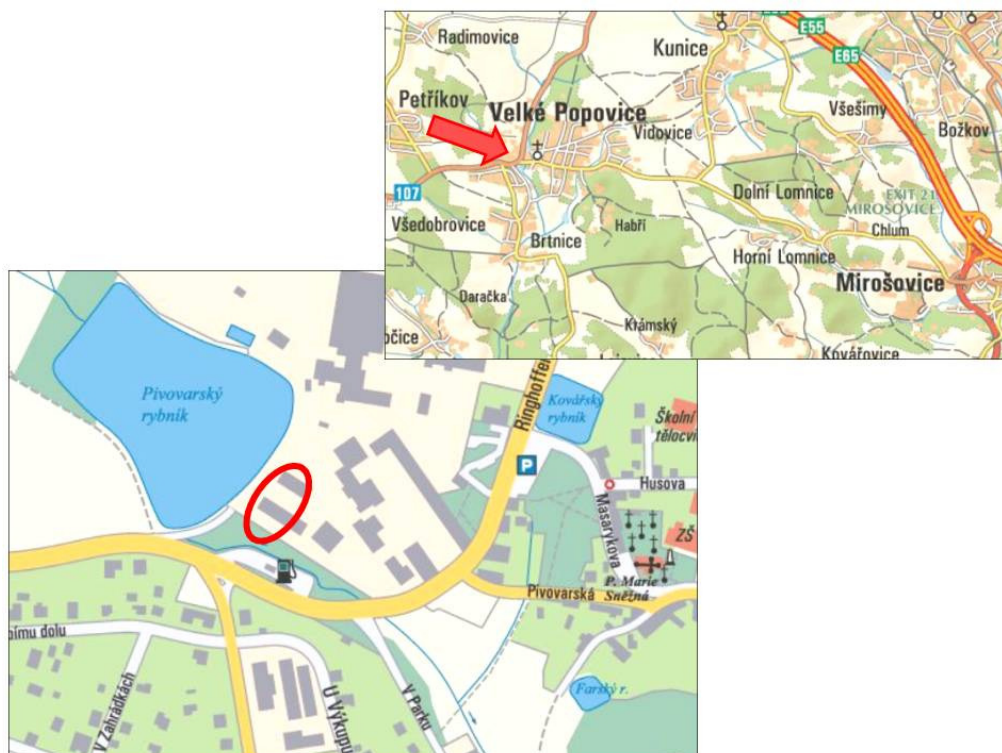 Radimovice
Kunice
E55
E65
Petříkov
Velké Popovice
Vidovice
Všešimy
Božkov
107
Dolní Lomnice
EXIT 21
MIROŠOVICE
Všedobrovice
Habří
Chlum
Brtnice
Horní Lomnice
Mirošovice
Daračka
Krámský
očice
Kovářovice
Pivovarský
rybník
Ringhoffer
Kovářský
rybník
Školní
tělocvi
P
Husova
Masarykova
ZŠ
P. Marie
Sněžná
Pivovarská
ímu dolu
V Zahrádkách
U Výkupu
V Parku
Farský r.